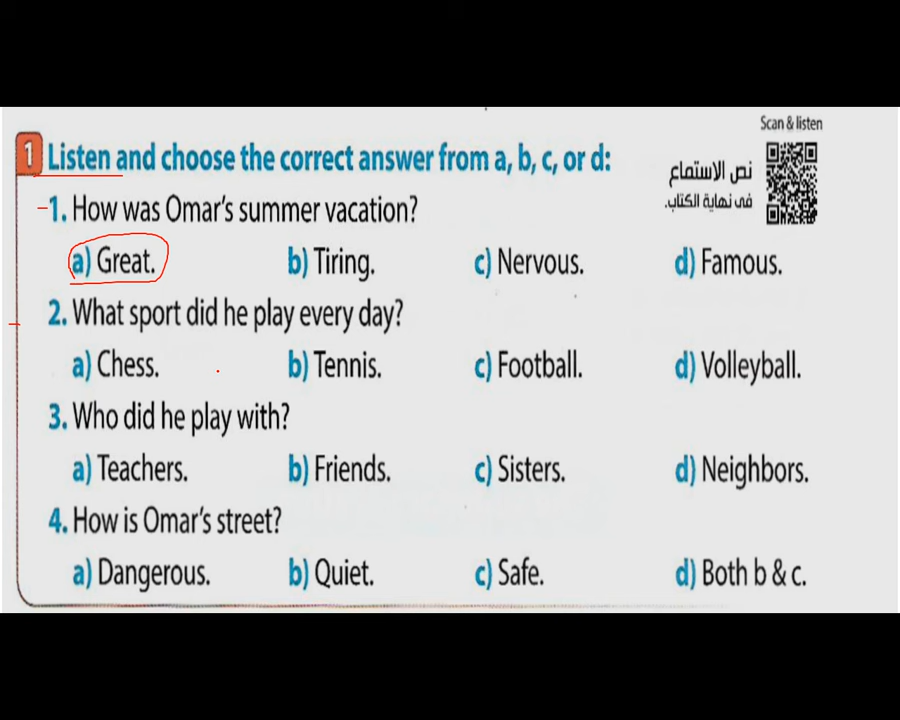 Scan & listen
1 Listen and choose the correct answer from a, b, c, or d:
نص الاستماع
فى نهاية الكتاب.
1. How was Omar's summer vacation?
a) Great. b) Tiring. c) Nervous. d) Famous.
2. What sport did he play every day?
a) Chess. b) Tennis. c) Football. d) Volleyball.
3. Who did he play with?
a) Teachers. b) Friends. c) Sisters. d) Neighbors.
4. How is Omar's street?
a) Dangerous. b) Quiet. c) Safe. d) Both b & c.